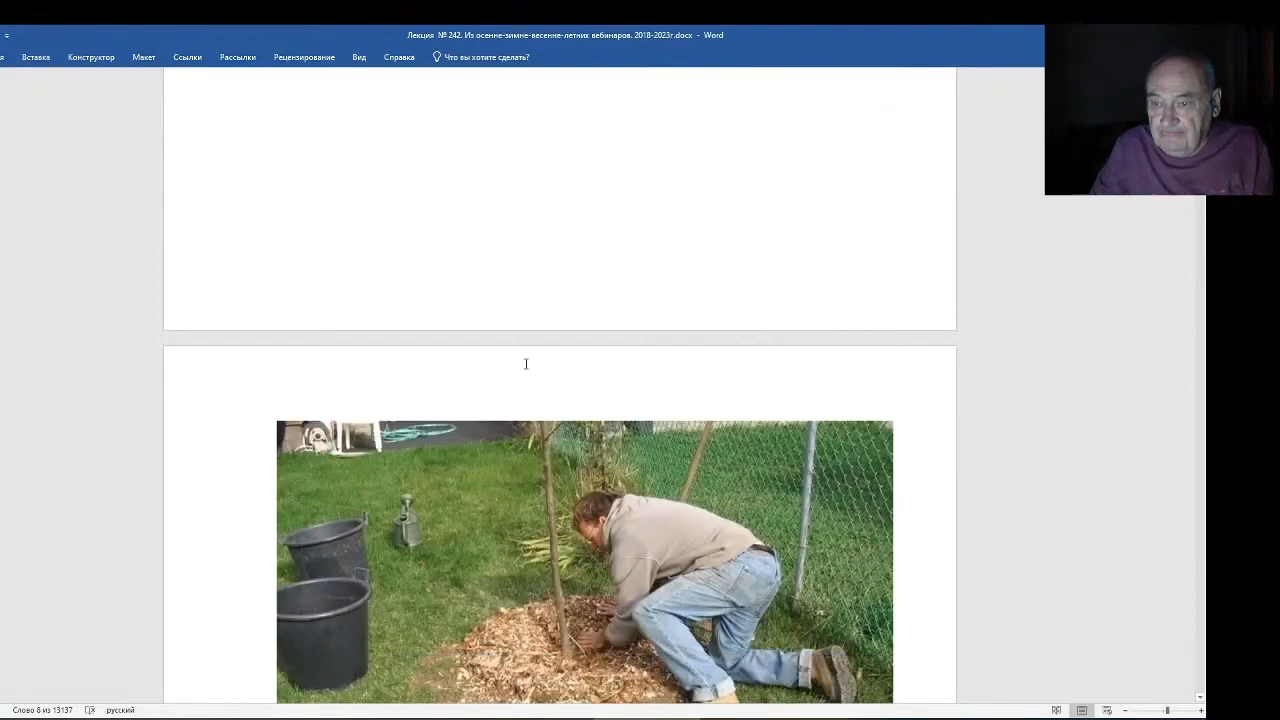 Лекция № 242. Из осенне-зимне-весенне-летних вебинаров. 2018-2023г.docx - Word
я Вставка Конструктор Макет Ссылки Рассылки Рецензирование Вид Справка Что вы хотите сделать?
Слово 8 из 13137 русский